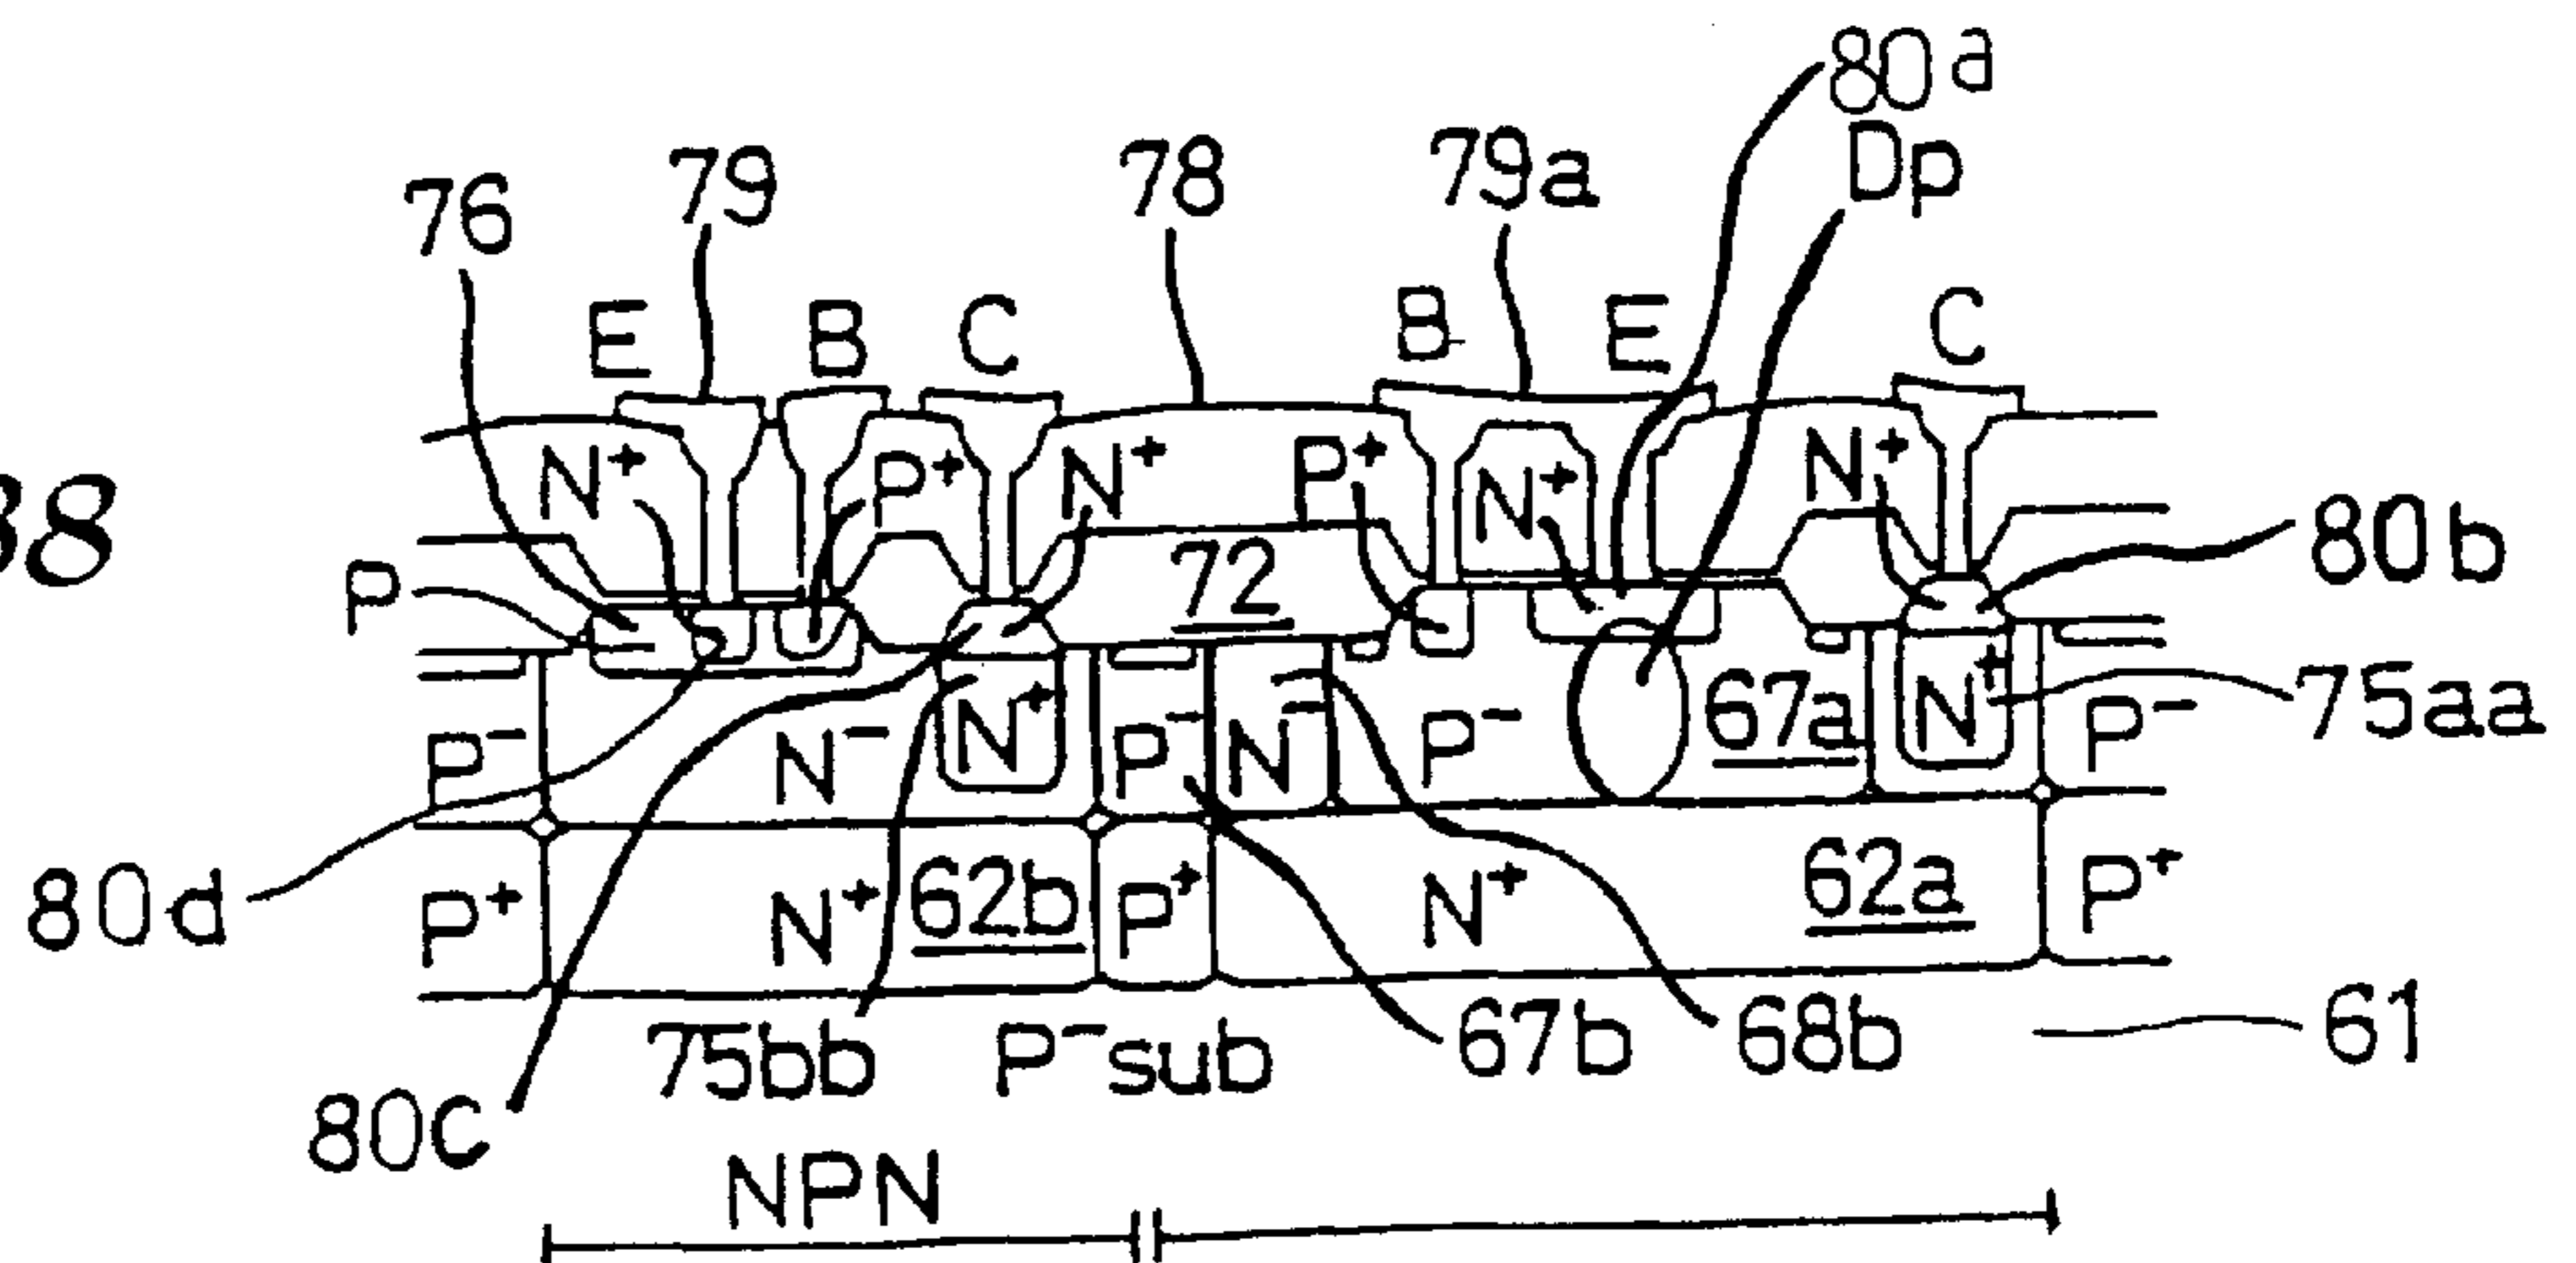 80a
Dp
76 79 78 79a
E B C B E C
N+ P+ N+ P+ N+ N+
80b
P 72
N+ 67a N+ 75aa
P- N- P- N- P- P-
80d P+ N+ 62b P+ N+ 62a P+
80c 75bb P-sub 67b 68b 61
NPN